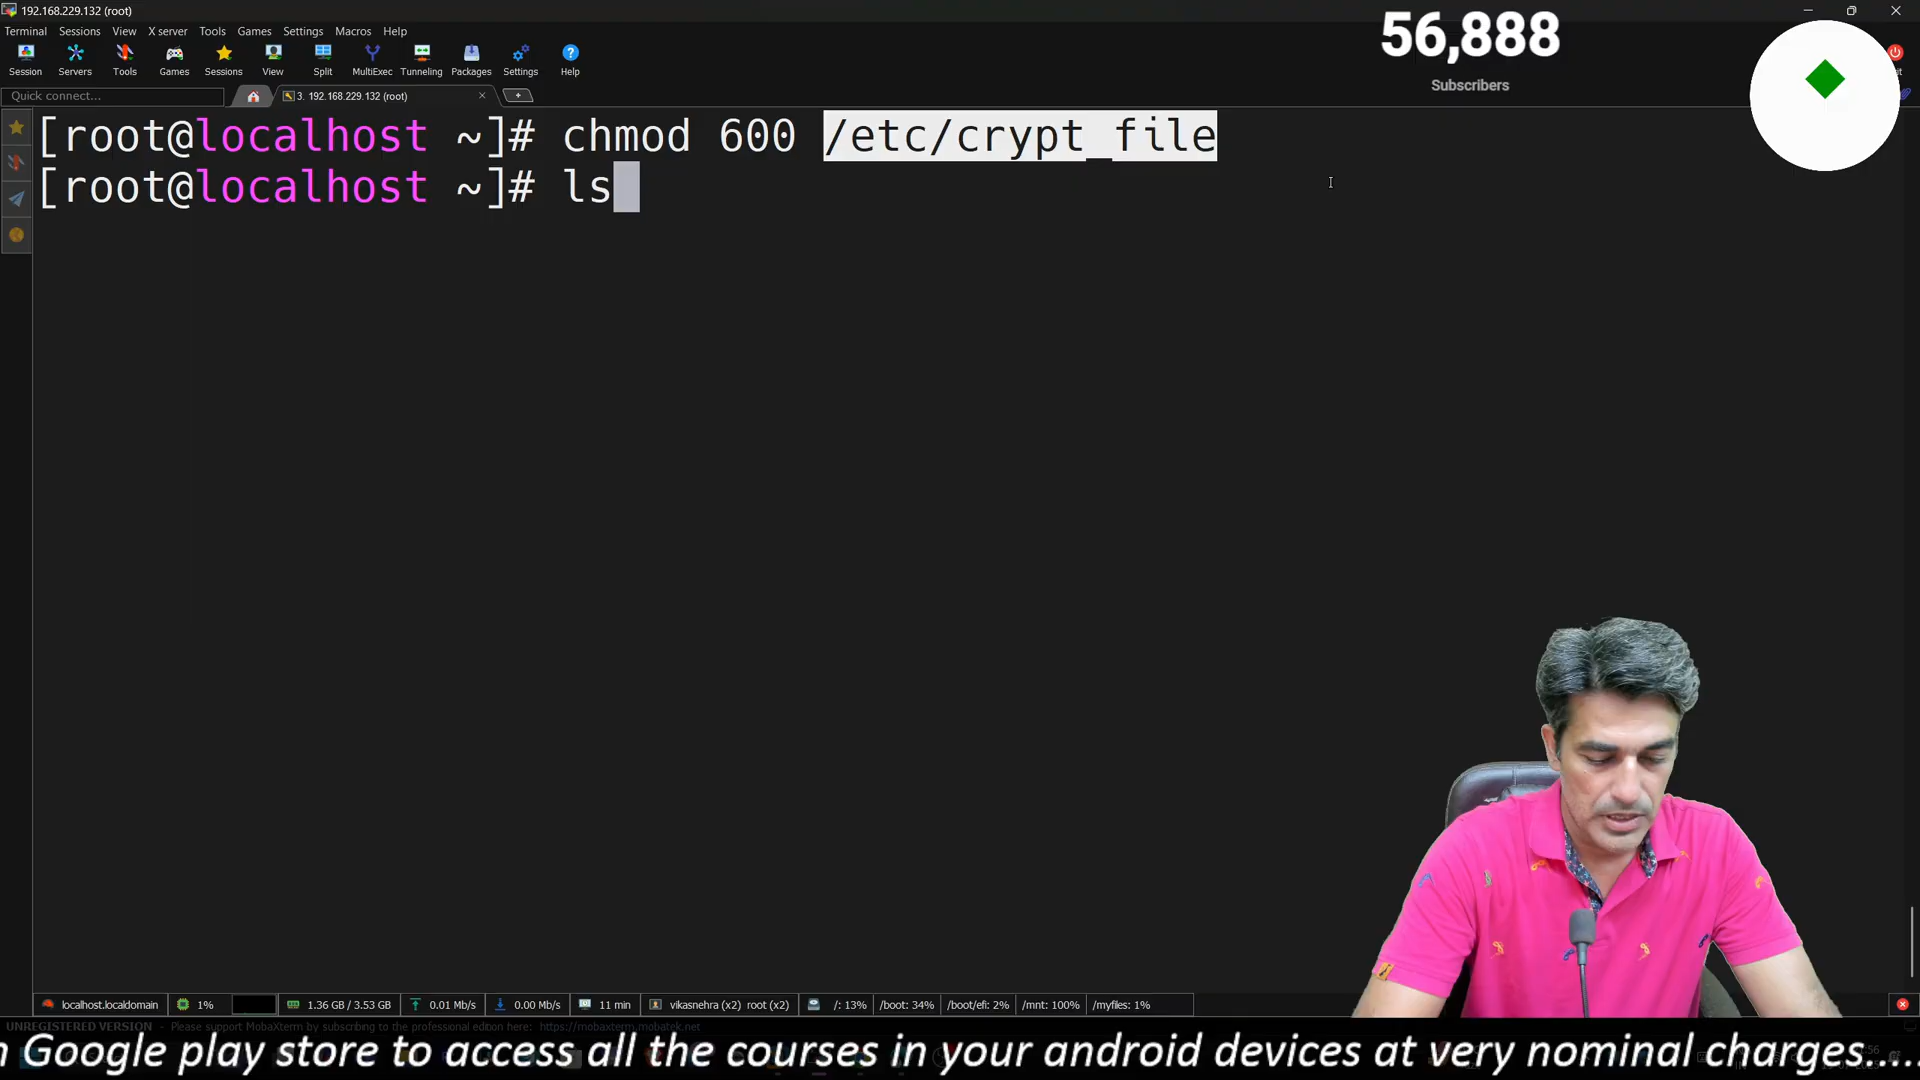 192.168.229.132 (root)
Terminal Sessions View X server Tools Games Settings Macros Help
56,888
Subscribers
Session Servers Tools Games Sessions View Split MultiExec Tunneling Packages Settings Help
Quick connect...
3. 192.168.229.132 (root)
[root@localhost ~]# chmod 600 /etc/crypt_file
[root@localhost ~]# ls
localhost.localdomain 1% 1.36 GB / 3.53 GB 0.01 Mb/s 0.00 Mb/s 11 min vikasnehra (x2) root (x2) /: 13% /boot: 34% /boot/efi: 2% /mnt: 100% /myfiles: 1%
UNREGISTERED VERSION - Please support MobaXterm by subscribing to the professional edition here: https://mobaxterm.mobatek.net
Google play store to access all the courses in your android devices at very nominal charges.....